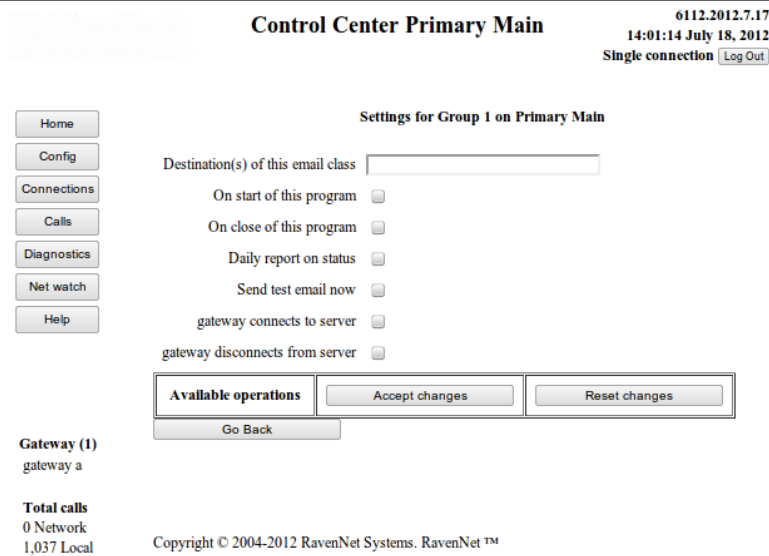 Control Center Primary Main
6112.2012.7.17
14:01:14 July 18, 2012
Single connection Log Out
Home
Config
Connections
Calls
Diagnostics
Net watch
Help
Settings for Group 1 on Primary Main
Destination(s) of this email class
On start of this program
On close of this program
Daily report on status
Send test email now
gateway connects to server
gateway disconnects from server
Available operations Accept changes Reset changes
Go Back
Gateway (1)
gateway a
Total calls
0 Network
1,037 Local
Copyright © 2004-2012 RavenNet Systems. RavenNet ™